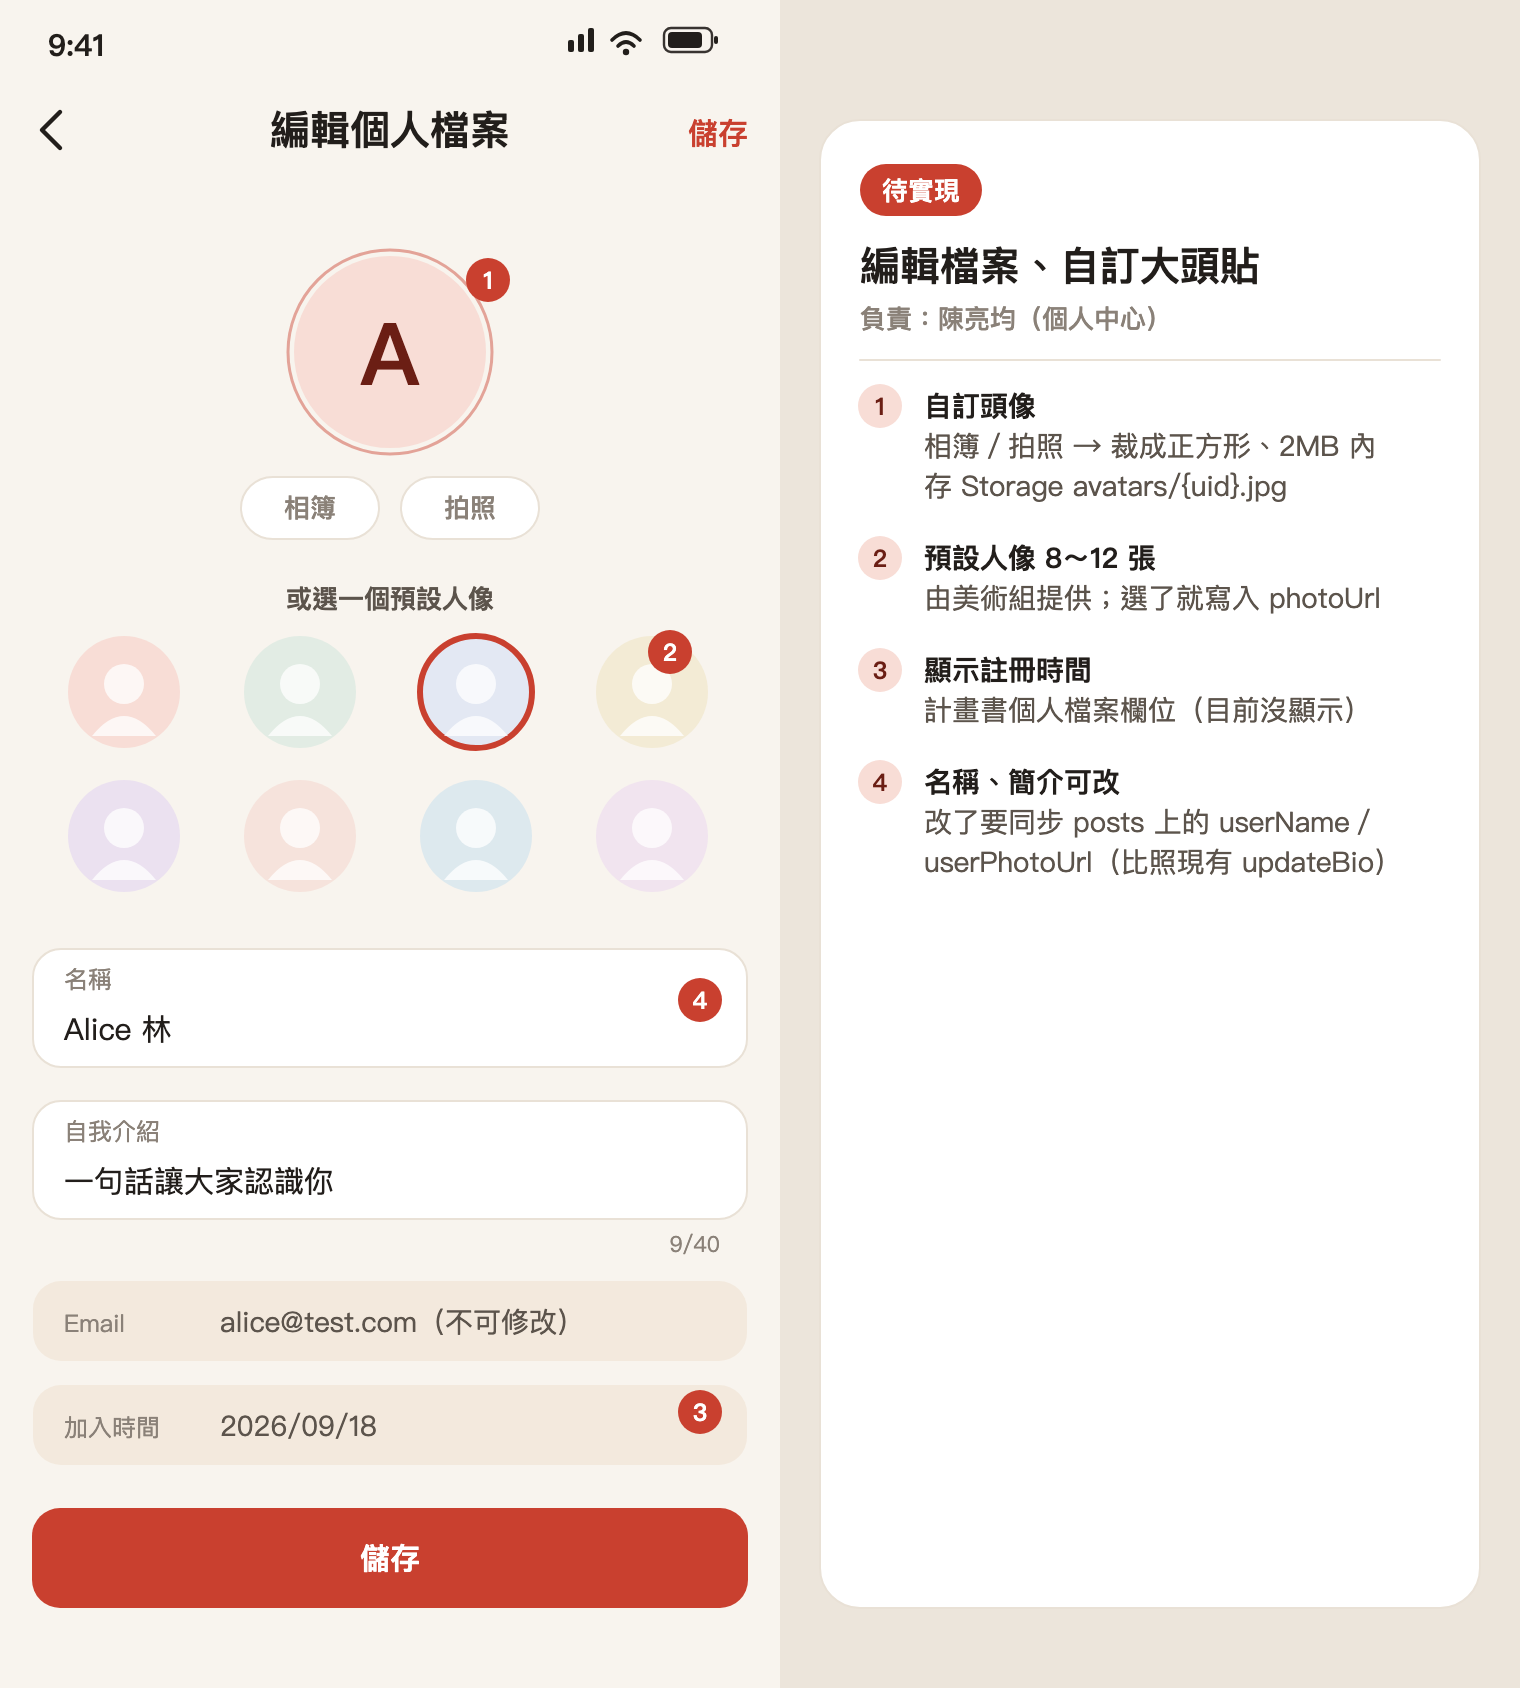 9:41
編輯個人檔案
儲存
1
A
相簿
拍照
或選一個預設人像
2
名稱
Alice 林
4
自我介紹
一句話讓大家認識你
9/40
Email
alice@test.com（不可修改）
加入時間
2026/09/18
3
儲存
待實現
編輯檔案、自訂大頭貼
負責：陳亮均（個人中心）
1
自訂頭像
相簿 / 拍照 → 裁成正方形、2MB 內
存 Storage avatars/{uid}.jpg
2
預設人像 8～12 張
由美術組提供；選了就寫入 photoUrl
3
顯示註冊時間
計畫書個人檔案欄位（目前沒顯示）
4
名稱、簡介可改
改了要同步 posts 上的 userName /
userPhotoUrl（比照現有 updateBio）